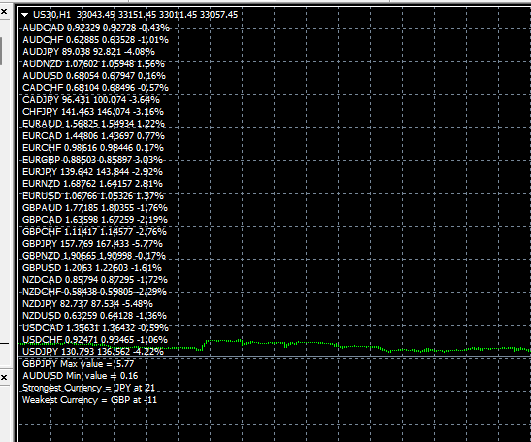 US30,H1 33043.45 33151.45 33011.45 33057.45
AUDCAD 0.92329 0.92728 -0.43%
AUDCHF 0.62885 0.63528 -1.01%
AUDJPY 89.038 92.821 -4.08%
AUDNZD 1.07602 1.05948 1.56%
AUDUSD 0.68054 0.67947 0.16%
CADCHF 0.68104 0.68496 -0.57%
CADJPY 96.431 100.074 -3.64%
CHFJPY 141.463 146.074 -3.16%
EURAUD 1.56825 1.54934 1.22%
EURCAD 1.44806 1.43697 0.77%
EURCHF 0.98616 0.98446 0.17%
EURGBP 0.88503 0.85897 3.03%
EURJPY 139.642 143.844 -2.92%
EURNZD 1.68762 1.64157 2.81%
EURUSD 1.06766 1.05326 1.37%
GBPAUD 1.77185 1.80355 -1.76%
GBPCAD 1.63598 1.67259 -2.19%
GBPCHF 1.11417 1.14577 -2.76%
GBPJPY 157.769 167.433 -5.77%
GBPNZD 1.90665 1.90998 -0.17%
GBPUSD 1.2063 1.22603 -1.61%
NZDCAD 0.85794 0.87295 -1.72%
NZDCHF 0.58438 0.59805 -2.29%
NZDJPY 82.737 87.534 -5.48%
NZDUSD 0.63259 0.64128 -1.36%
USDCAD 1.35631 1.36432 -0.59%
USDCHF 0.92471 0.93465 -1.06%
USDJPY 130.793 136.562 -4.22%
GBPJPY Max value = 5.77
AUDUSD Min value = 0.16
Strongest Currency = JPY at 21
Weakest Currency = GBP at -11